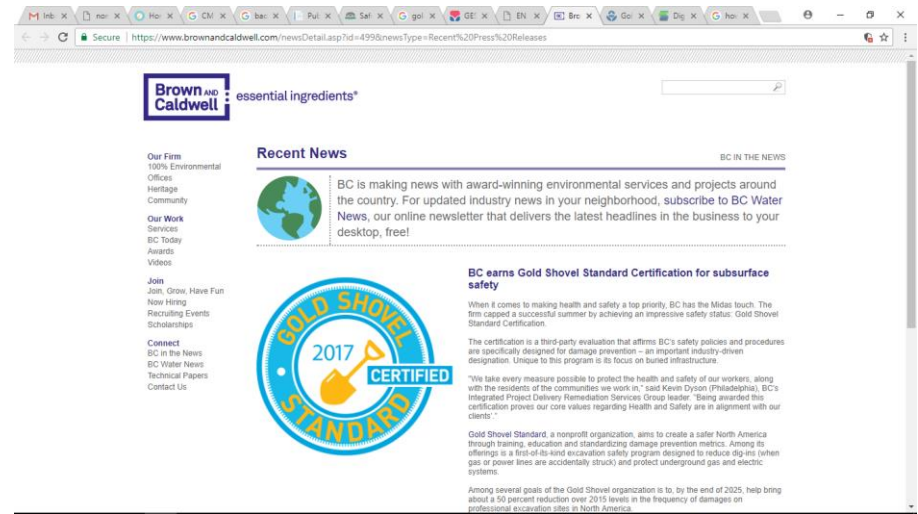 M Inb
nor
Hor
G CM
G bac
Pul
Saf
G gol
GE!
EN
Bro
Gol
Dig
G hor
Secure | https://www.brownandcaldwell.com/newsDetail.asp?id=499&newsType=Recent%20Press%20Releases
Brown AND
Caldwell
essential ingredients®
Our Firm
100% Environmental
Offices
Heritage
Community
Our Work
Services
BC Today
Awards
Videos
Join
Join, Grow, Have Fun
Now Hiring
Recruiting Events
Scholarships
Connect
BC in the News
BC Water News
Technical Papers
Contact Us
Recent News
BC IN THE NEWS
BC is making news with award-winning environmental services and projects around
the country. For updated industry news in your neighborhood, subscribe to BC Water
News, our online newsletter that delivers the latest headlines in the business to your
desktop, free!
GOLD SHOVEL
2017
CERTIFIED
STANDARD
BC earns Gold Shovel Standard Certification for subsurface
safety
When it comes to making health and safety a top priority, BC has the Midas touch. The
firm capped a successful summer by achieving an impressive safety status: Gold Shovel
Standard Certification.
The certification is a third-party evaluation that affirms BC's safety policies and procedures
are specifically designed for damage prevention – an important industry-driven
designation. Unique to this program is its focus on buried infrastructure.
"We take every measure possible to protect the health and safety of our workers, along
with the residents of the communities we work in," said Kevin Dyson (Philadelphia), BC's
Integrated Project Delivery Remediation Services Group leader. "Being awarded this
certification proves our core values regarding Health and Safety are in alignment with our
clients'."
Gold Shovel Standard, a nonprofit organization, aims to create a safer North America
through training, education and standardizing damage prevention metrics. Among its
offerings is a first-of-its-kind excavation safety program designed to reduce dig-ins (when
gas or power lines are accidentally struck) and protect underground gas and electric
systems.
Among several goals of the Gold Shovel organization is to, by the end of 2025, help bring
about a 50 percent reduction over 2015 levels in the frequency of damages on
professional excavation sites in North America.